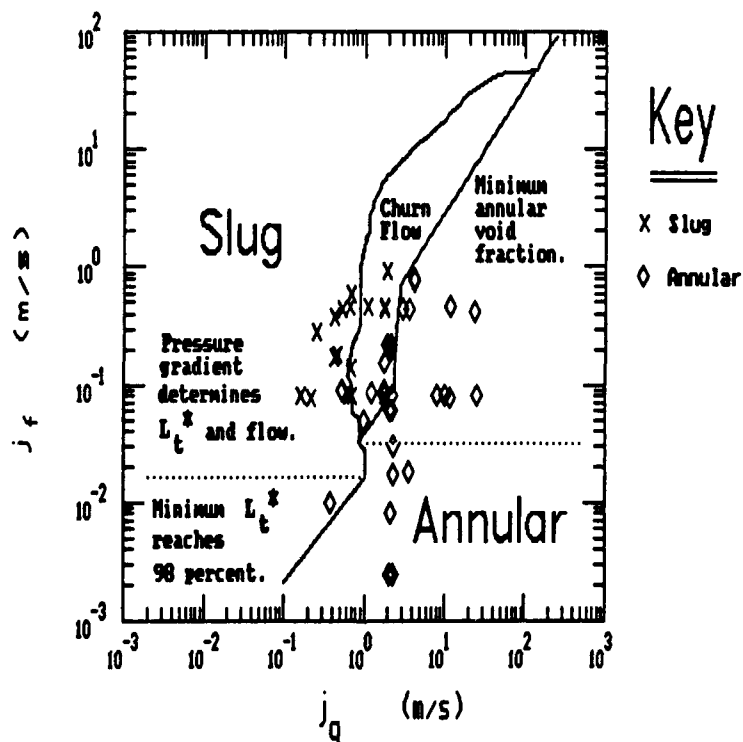 10^2
10^1
10^0
10^-1
10^-2
10^-3
j_f (m/s)
Slug
Churn
Flow
Minimum
annular
void
fraction.
Pressure
gradient
determines
L_t^* and flow.
Minimum L_t^*
reaches
98 percent.
Annular
10^-3 10^-2 10^-1 10^0 10^1 10^2 10^3
j_g (m/s)
Key
X Slug
◇ Annular